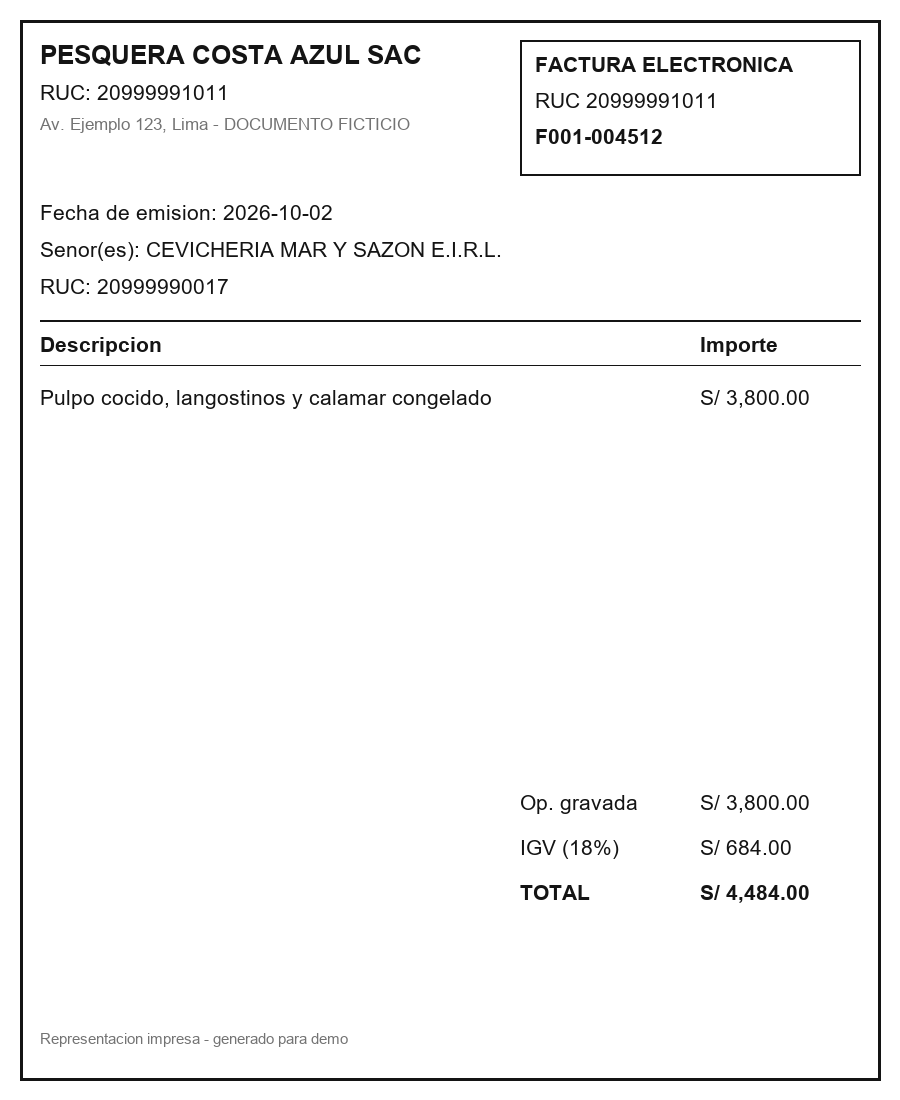 PESQUERA COSTA AZUL SAC
RUC: 20999991011
Av. Ejemplo 123, Lima - DOCUMENTO FICTICIO
FACTURA ELECTRONICA
RUC 20999991011
F001-004512
Fecha de emision: 2026-10-02
Senor(es): CEVICHERIA MAR Y SAZON E.I.R.L.
RUC: 20999990017
Descripcion Importe
Pulpo cocido, langostinos y calamar congelado S/ 3,800.00
Op. gravada S/ 3,800.00
IGV (18%) S/ 684.00
TOTAL S/ 4,484.00
Representacion impresa - generado para demo